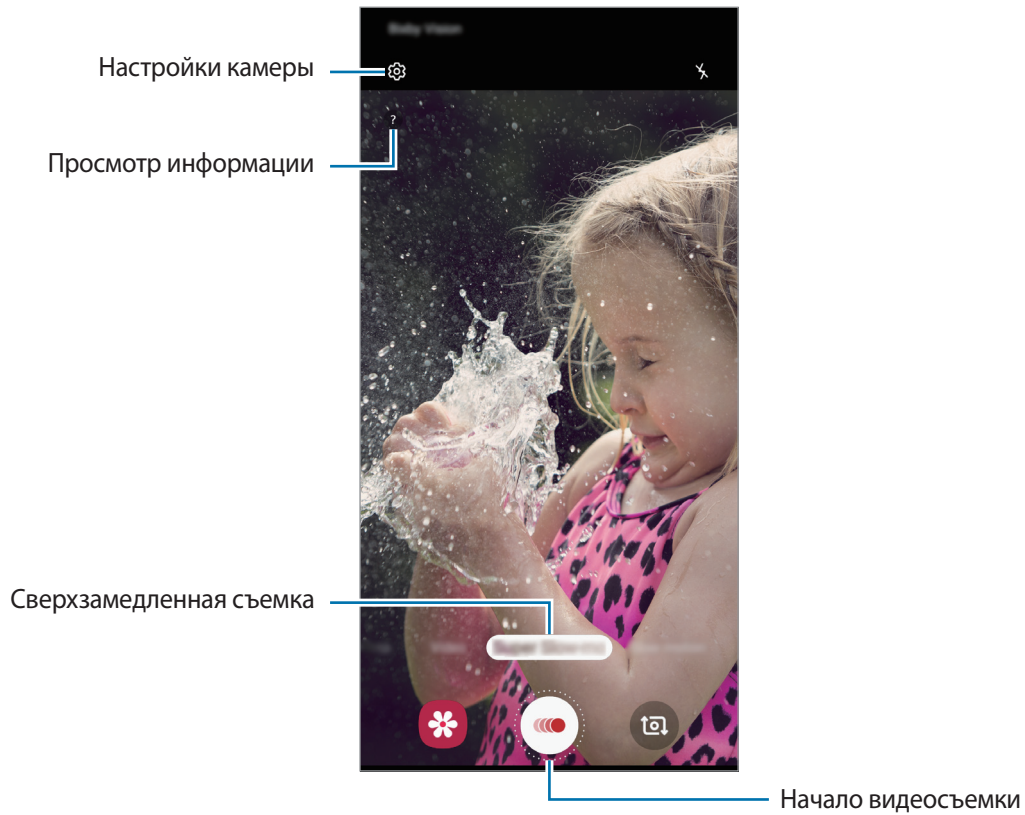 Настройки камеры
?
Просмотр информации
Сверхзамедленная съемка
Начало видеосъемки